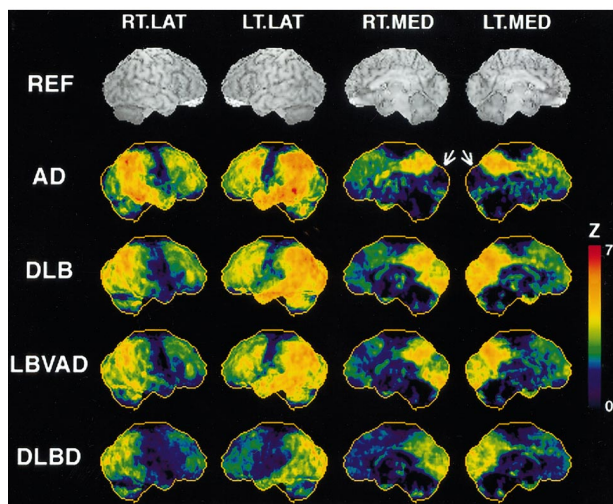 RT.LAT LT.LAT RT.MED LT.MED
REF
AD
Z
7
DLB
LBVAD
0
DLBD